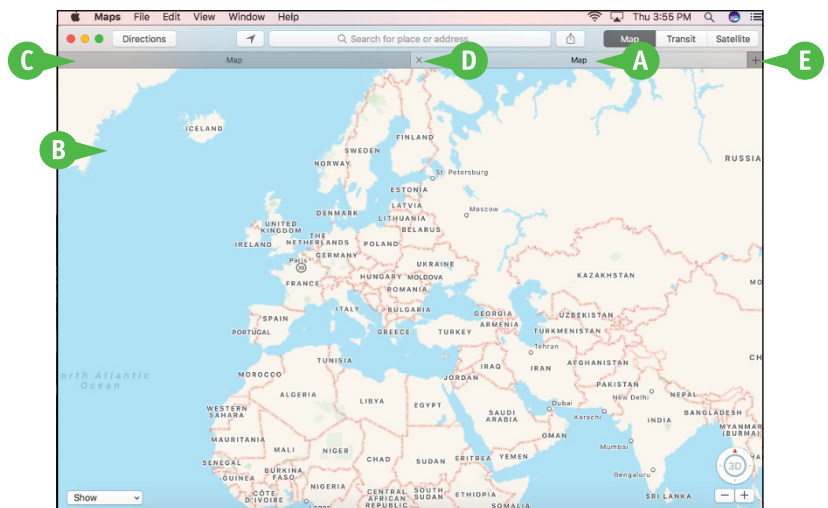 Maps File Edit View Window Help
Thu 3:55 PM
Directions
Search for place or address
Map Transit Satellite
C
Map
D
Map
A
E
B
ICELAND
FINLAND
SWEDEN
NORWAY
RUSSIA
St. Petersburg
ESTONIA
LATVIA
Moscow
DENMARK
LITHUANIA
UNITED
KINGDOM
BELARUS
THE
NETHERLANDS
IRELAND
POLAND
GERMANY
Paris
UKRAINE
KAZAKHSTAN
HUNGARY
MOLDOVA
FRANCE
MO
ROMANIA
ITALY
BULGARIA
GEORGIA
UZBEKISTAN
SPAIN
ARMENIA
PORTUGAL
GREECE
TURKEY
TURKMENISTAN
Tehran
TUNISIA
CH
AFGHANISTAN
IRAQ
IRAN
MOROCCO
JORDAN
orth Atlantic
Ocean
PAKISTAN
New Delhi
NEPAL
ALGERIA
LIBYA
EGYPT
Dubai
WESTERN
SAHARA
SAUDI
ARABIA
Karachi
BANGLADESH
INDIA
MYANMAR
(BURMA)
OMAN
MAURITANIA
Mumbai
MALI
NIGER
CHAD
SUDAN
ERITREA
YEMEN
SENEGAL
3D
GUINEA
BURKINA
FASO
Bengaluru
NIGERIA
CÔTE
D'IVOIRE
CENTRAL
AFRICAN
REPUBLIC
SOUTH
SUDAN
ETHIOPIA
SRI LANKA
Show
SOMALIA